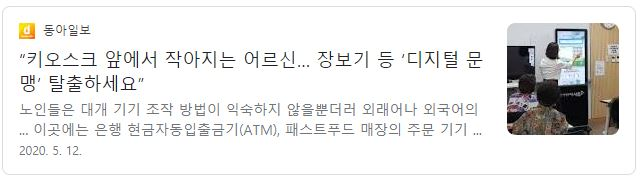 동아일보
"키오스크 앞에서 작아지는 어르신... 장보기 등 '디지털 문
맹' 탈출하세요"
노인들은 대개 기기 조작 방법이 익숙하지 않을뿐더러 외래어나 외국어의
... 이곳에는 은행 현금자동입출금기(ATM), 패스트푸드 매장의 주문 기기 ...
2020. 5. 12.